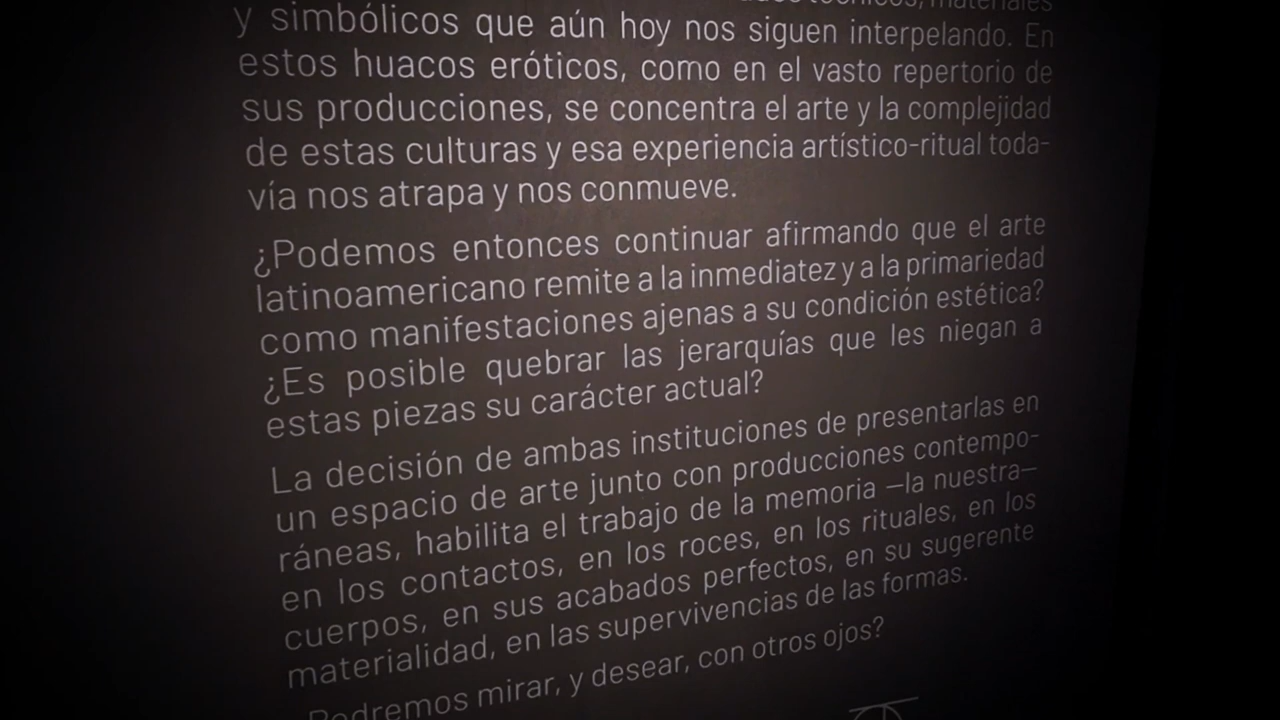 técnicos, materiales
y simbólicos que aún hoy nos siguen interpelando. En
estos huacos eróticos, como en el vasto repertorio de
sus producciones, se concentra el arte y la complejidad
de estas culturas y esa experiencia artístico-ritual toda-
vía nos atrapa y nos conmueve.
¿Podemos entonces continuar afirmando que el arte
latinoamericano remite a la inmediatez y a la primariedad
como manifestaciones ajenas a su condición estética?
¿Es posible quebrar las jerarquías que les niegan a
estas piezas su carácter actual?
La decisión de ambas instituciones de presentarlas en
un espacio de arte junto con producciones contempo-
ráneas, habilita el trabajo de la memoria —la nuestra—
en los contactos, en los roces, en los rituales, en los
cuerpos, en sus acabados perfectos, en su sugerente
materialidad, en las supervivencias de las formas.
Podremos mirar, y desear, con otros ojos?